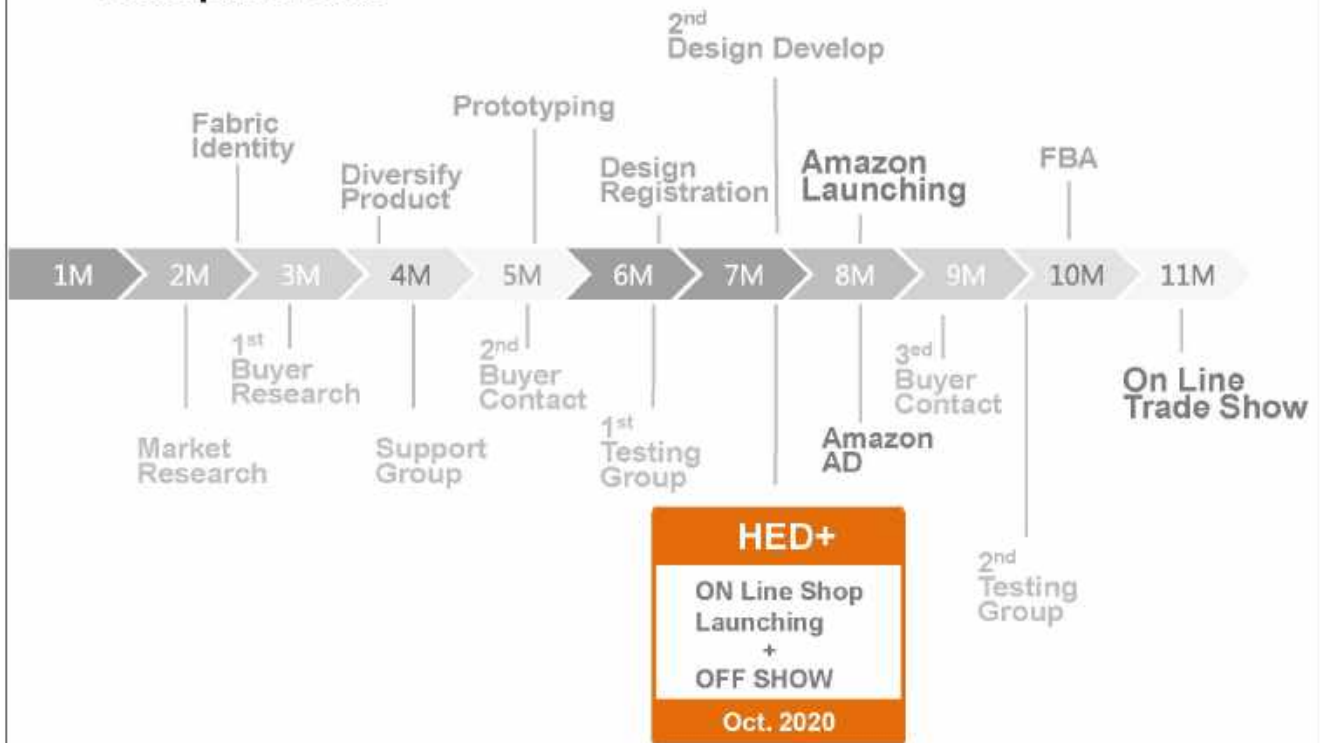 2nd
Design Develop
Prototyping
Fabric
Identity
Diversify
Product
Design
Registration
Amazon
Launching
FBA
1M 2M 3M 4M 5M 6M 7M 8M 9M 10M 11M
1st
Buyer
Research
2nd
Buyer
Contact
3ed
Buyer
Contact
On Line
Trade Show
Market
Research
Support
Group
1st
Testing
Group
Amazon
AD
HED+
ON Line Shop
Launching
+
OFF SHOW
Oct. 2020
2nd
Testing
Group